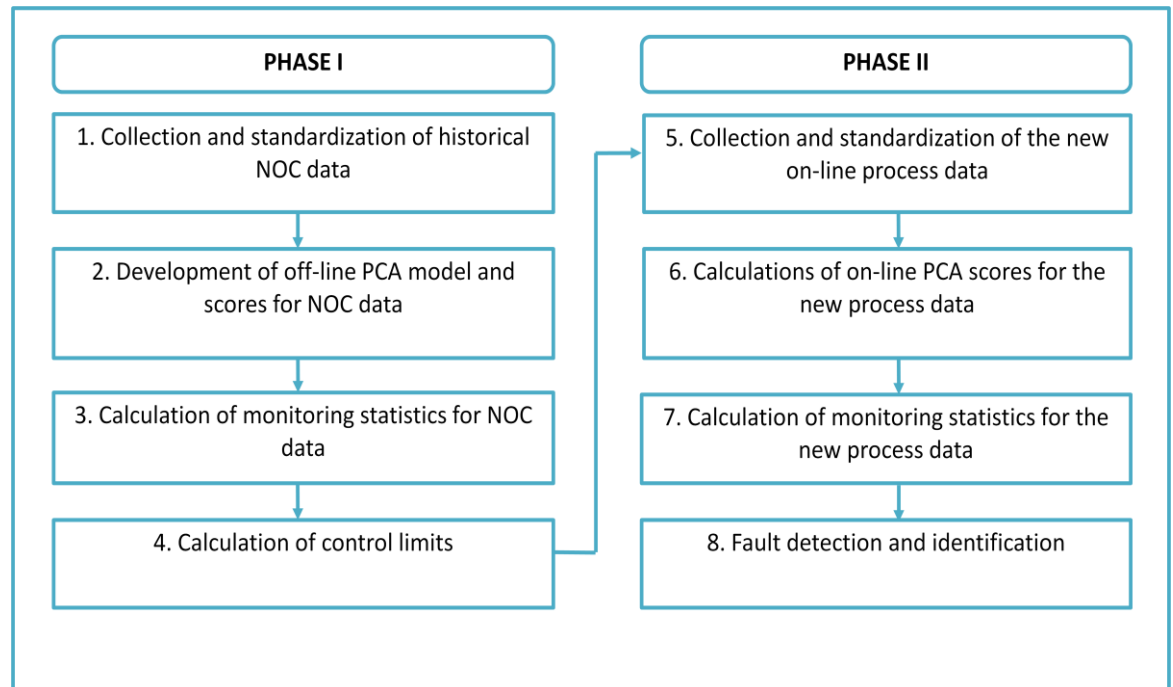 PHASE I
1. Collection and standardization of historical
NOC data
2. Development of off-line PCA model and
scores for NOC data
3. Calculation of monitoring statistics for NOC
data
4. Calculation of control limits
PHASE II
5. Collection and standardization of the new
on-line process data
6. Calculations of on-line PCA scores for the
new process data
7. Calculation of monitoring statistics for the
new process data
8. Fault detection and identification